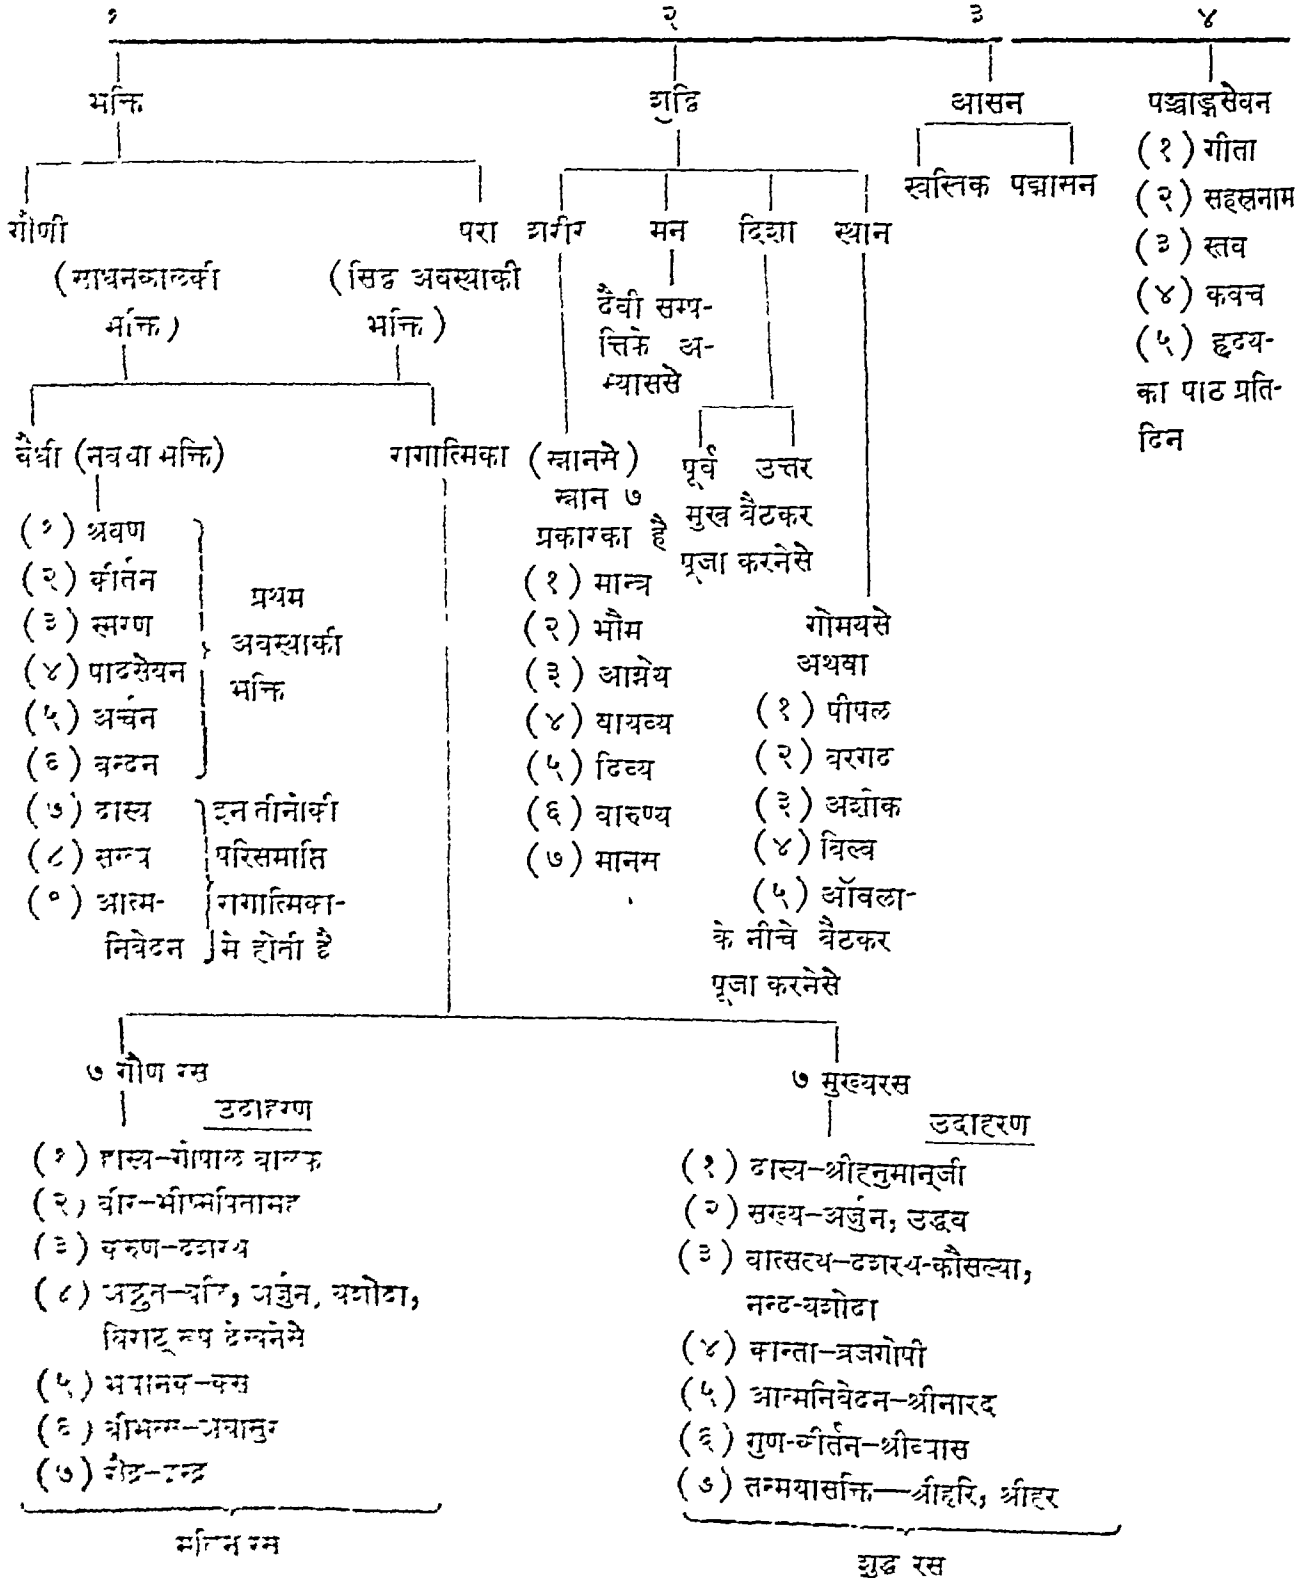 १ २ ३ ४
भक्ति शुद्धि आसन पञ्चाङ्गसेवन
(१) गीता
स्वस्तिक पद्मासन
(२) सहस्रनाम
गौणी परा शरीर मन दिशा स्थान
(३) स्तव
(साधनकालकी (सिद्ध अवस्थाकी
भक्ति) भक्ति)
दैवी सम्प-
त्तिके अ-
भ्याससे
(४) कवच
(५) हृदय-
का पाठ प्रति-
दिन
वैधी (नवधा भक्ति) रागात्मिका
(१) श्रवण
(२) कीर्तन
(३) स्मरण
(४) पादसेवन
(५) अर्चन
(६) वन्दन
प्रथम
अवस्थाकी
भक्ति
(७) दास्य
(८) सख्य
(९) आत्म-
निवेदन
इन तीनोंकी
परिसमाप्ति
रागात्मिका-
में होती है
(स्नानसे)
स्नान ७
प्रकारका है
(१) मान्त्र
(२) भौम
(३) आग्नेय
(४) वायव्य
(५) दिव्य
(६) वारुण्य
(७) मानस
पूर्व उत्तर
मुख बैठकर
पूजा करनेसे
गोमयसे
अथवा
(१) पीपल
(२) वरगद
(३) अशोक
(४) विल्व
(५) आँवला-
के नीचे बैठकर
पूजा करनेसे
७ गौण रस
उदाहरण
(१) हास्य–गोपाल बालक
(२) वीर–भीष्मपितामह
(३) करुण–दशरथ
(४) अद्भुत–बलि, अर्जुन, यशोदा,
विराट् रूप देखनेसे
(५) भयानक–कंस
(६) बीभत्स–अघासुर
(७) रौद्र–इन्द्र
मलिन रस
७ मुख्यरस
उदाहरण
(१) दास्य–श्रीहनुमान्‌जी
(२) सख्य–अर्जुन, उद्धव
(३) वात्सल्य–दशरथ-कौसल्या,
नन्द-यशोदा
(४) कान्ता–व्रजगोपी
(५) आत्मनिवेदन–श्रीनारद
(६) गुण-कीर्तन–श्रीव्यास
(७) तन्मयासक्ति—श्रीहरि, श्रीहर
शुद्ध रस